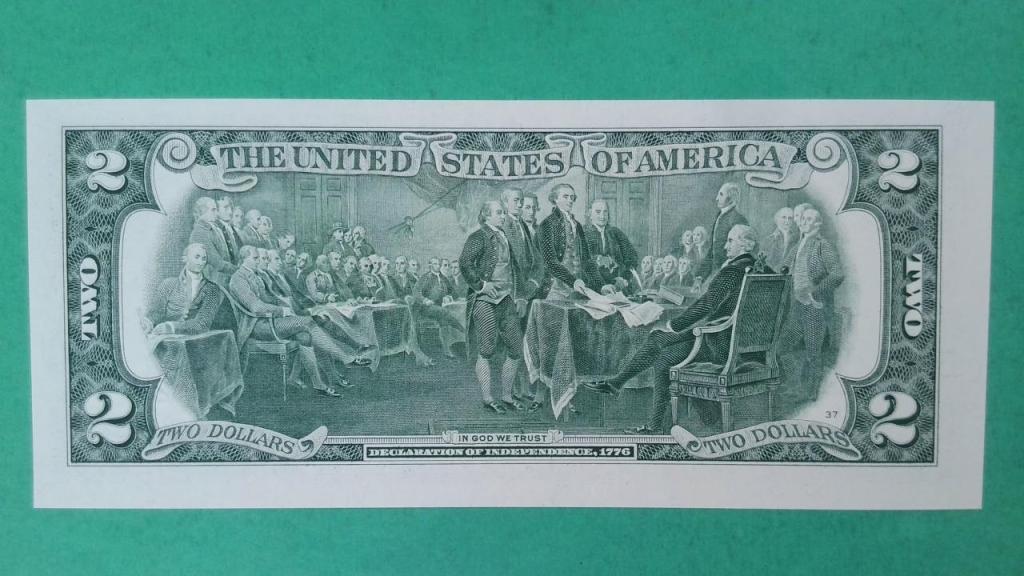 2 THE UNITED STATES OF AMERICA 2
TWO TWO
2 2
37
TWO DOLLARS IN GOD WE TRUST TWO DOLLARS
DECLARATION OF INDEPENDENCE, 1776